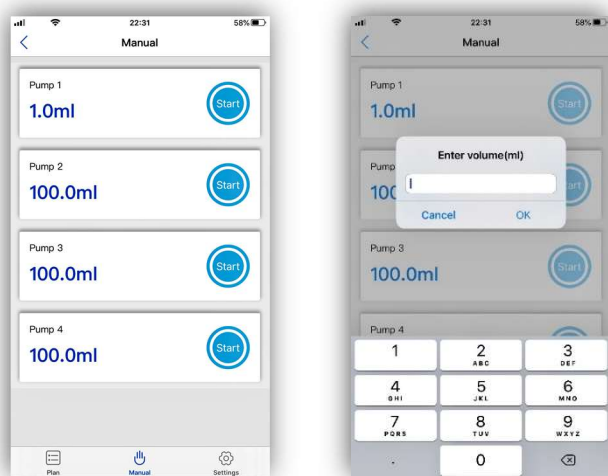 22:31
58%
Manual
Pump 1
1.0ml
Start
Pump 2
100.0ml
Start
Pump 3
100.0ml
Start
Pump 4
100.0ml
Start
Plan
Manual
Settings
22:31
58%
Manual
Pump 1
1.0ml
Start
Pump
100
art
Enter volume(ml)
Cancel
OK
Pump 3
100.0ml
Start
Pump 4
1
2
ABC
3
DEF
4
GHI
5
JKL
6
MNO
7
PQRS
8
TUV
9
WXYZ
.
0